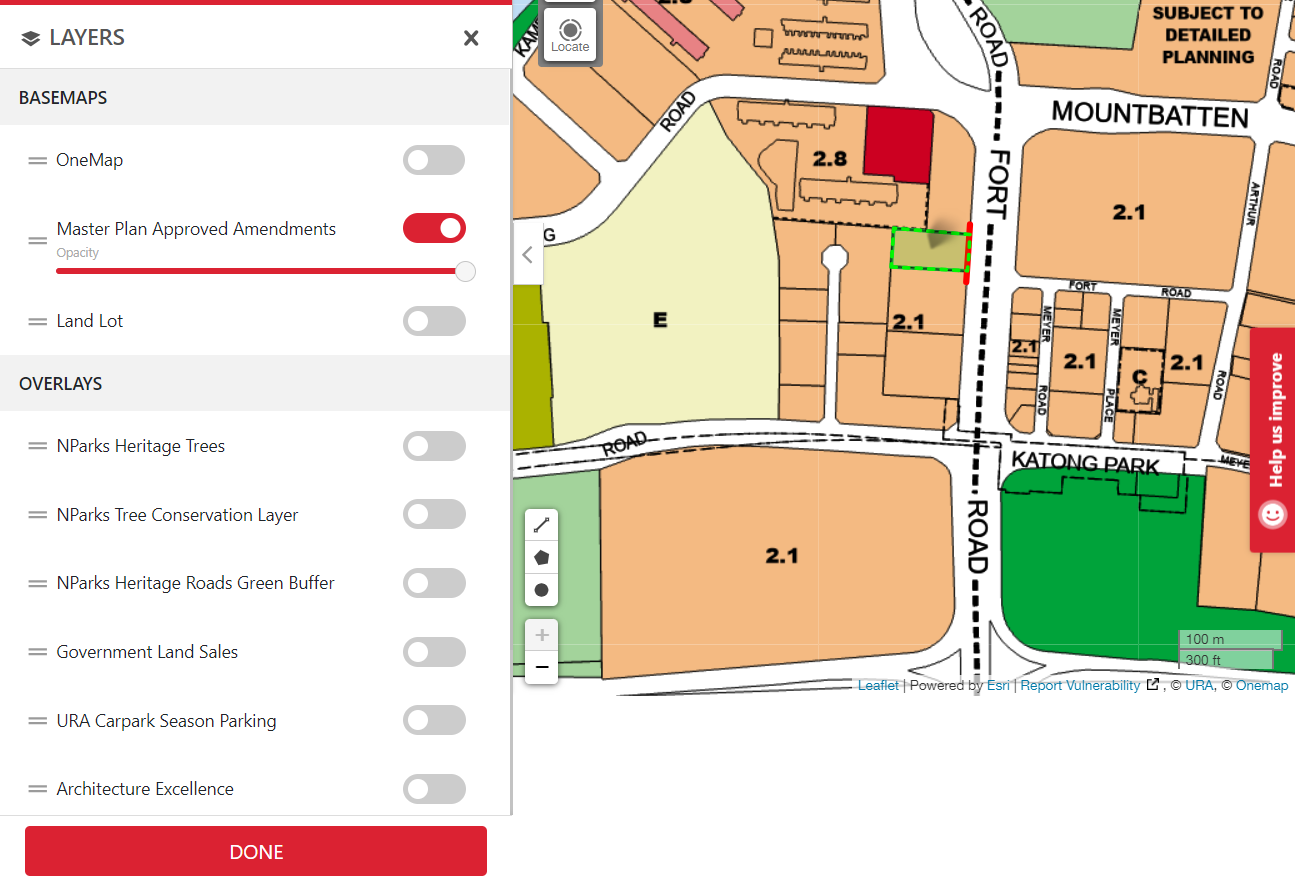 LAYERS
BASEMAPS
OneMap
Master Plan Approved Amendments
Opacity
Land Lot
OVERLAYS
NParks Heritage Trees
NParks Tree Conservation Layer
NParks Heritage Roads Green Buffer
Government Land Sales
URA Carpark Season Parking
Architecture Excellence
DONE
Locate
ROAD
SUBJECT TO
DETAILED
PLANNING
ROAD
ROAD
MOUNTBATTEN
2.8
FORT
2.1
ARTHUR
G
E
2.1
FORT
ROAD
MEYER
MEYER
2.1
2.1
C
2.1
ROAD
ROAD
PLACE
ROAD
KATONG PARK
MEYE
2.1
ROAD
Help us improve
+
−
100 m
300 ft
Leaflet | Powered by Esri | Report Vulnerability , © URA, © Onemap